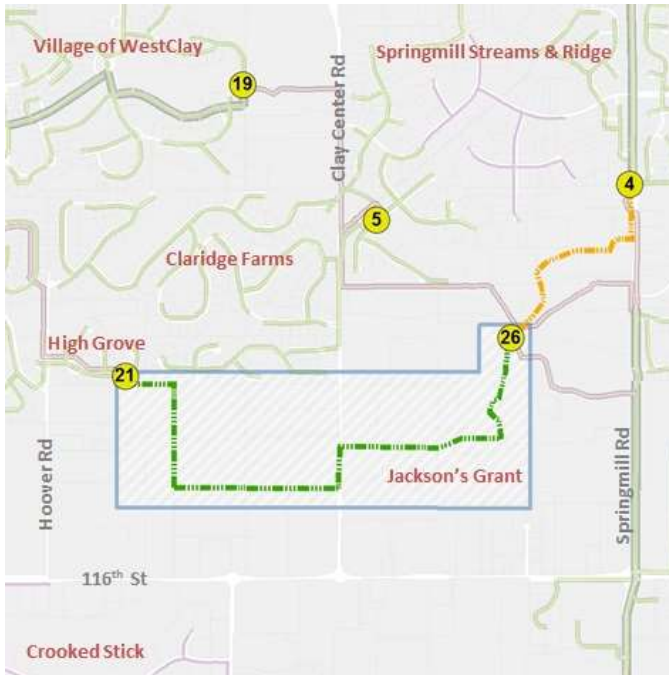 Village of WestClay
Springmill Streams & Ridge
19
Clay Center Rd
4
5
Claridge Farms
High Grove
26
21
Hoover Rd
Jackson's Grant
Springmill Rd
116th St
Crooked Stick